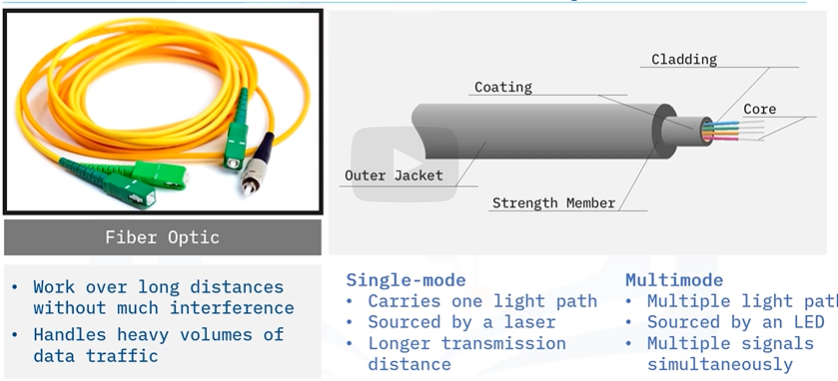 Cladding
Coating
Core
Outer Jacket
Strength Member
Fiber Optic
• Work over long distances
without much interference
• Handles heavy volumes of
data traffic
Single-mode
• Carries one light path
• Sourced by a laser
• Longer transmission
distance
Multimode
• Multiple light
• Sourced by an LED
• Multiple signals
simultaneously